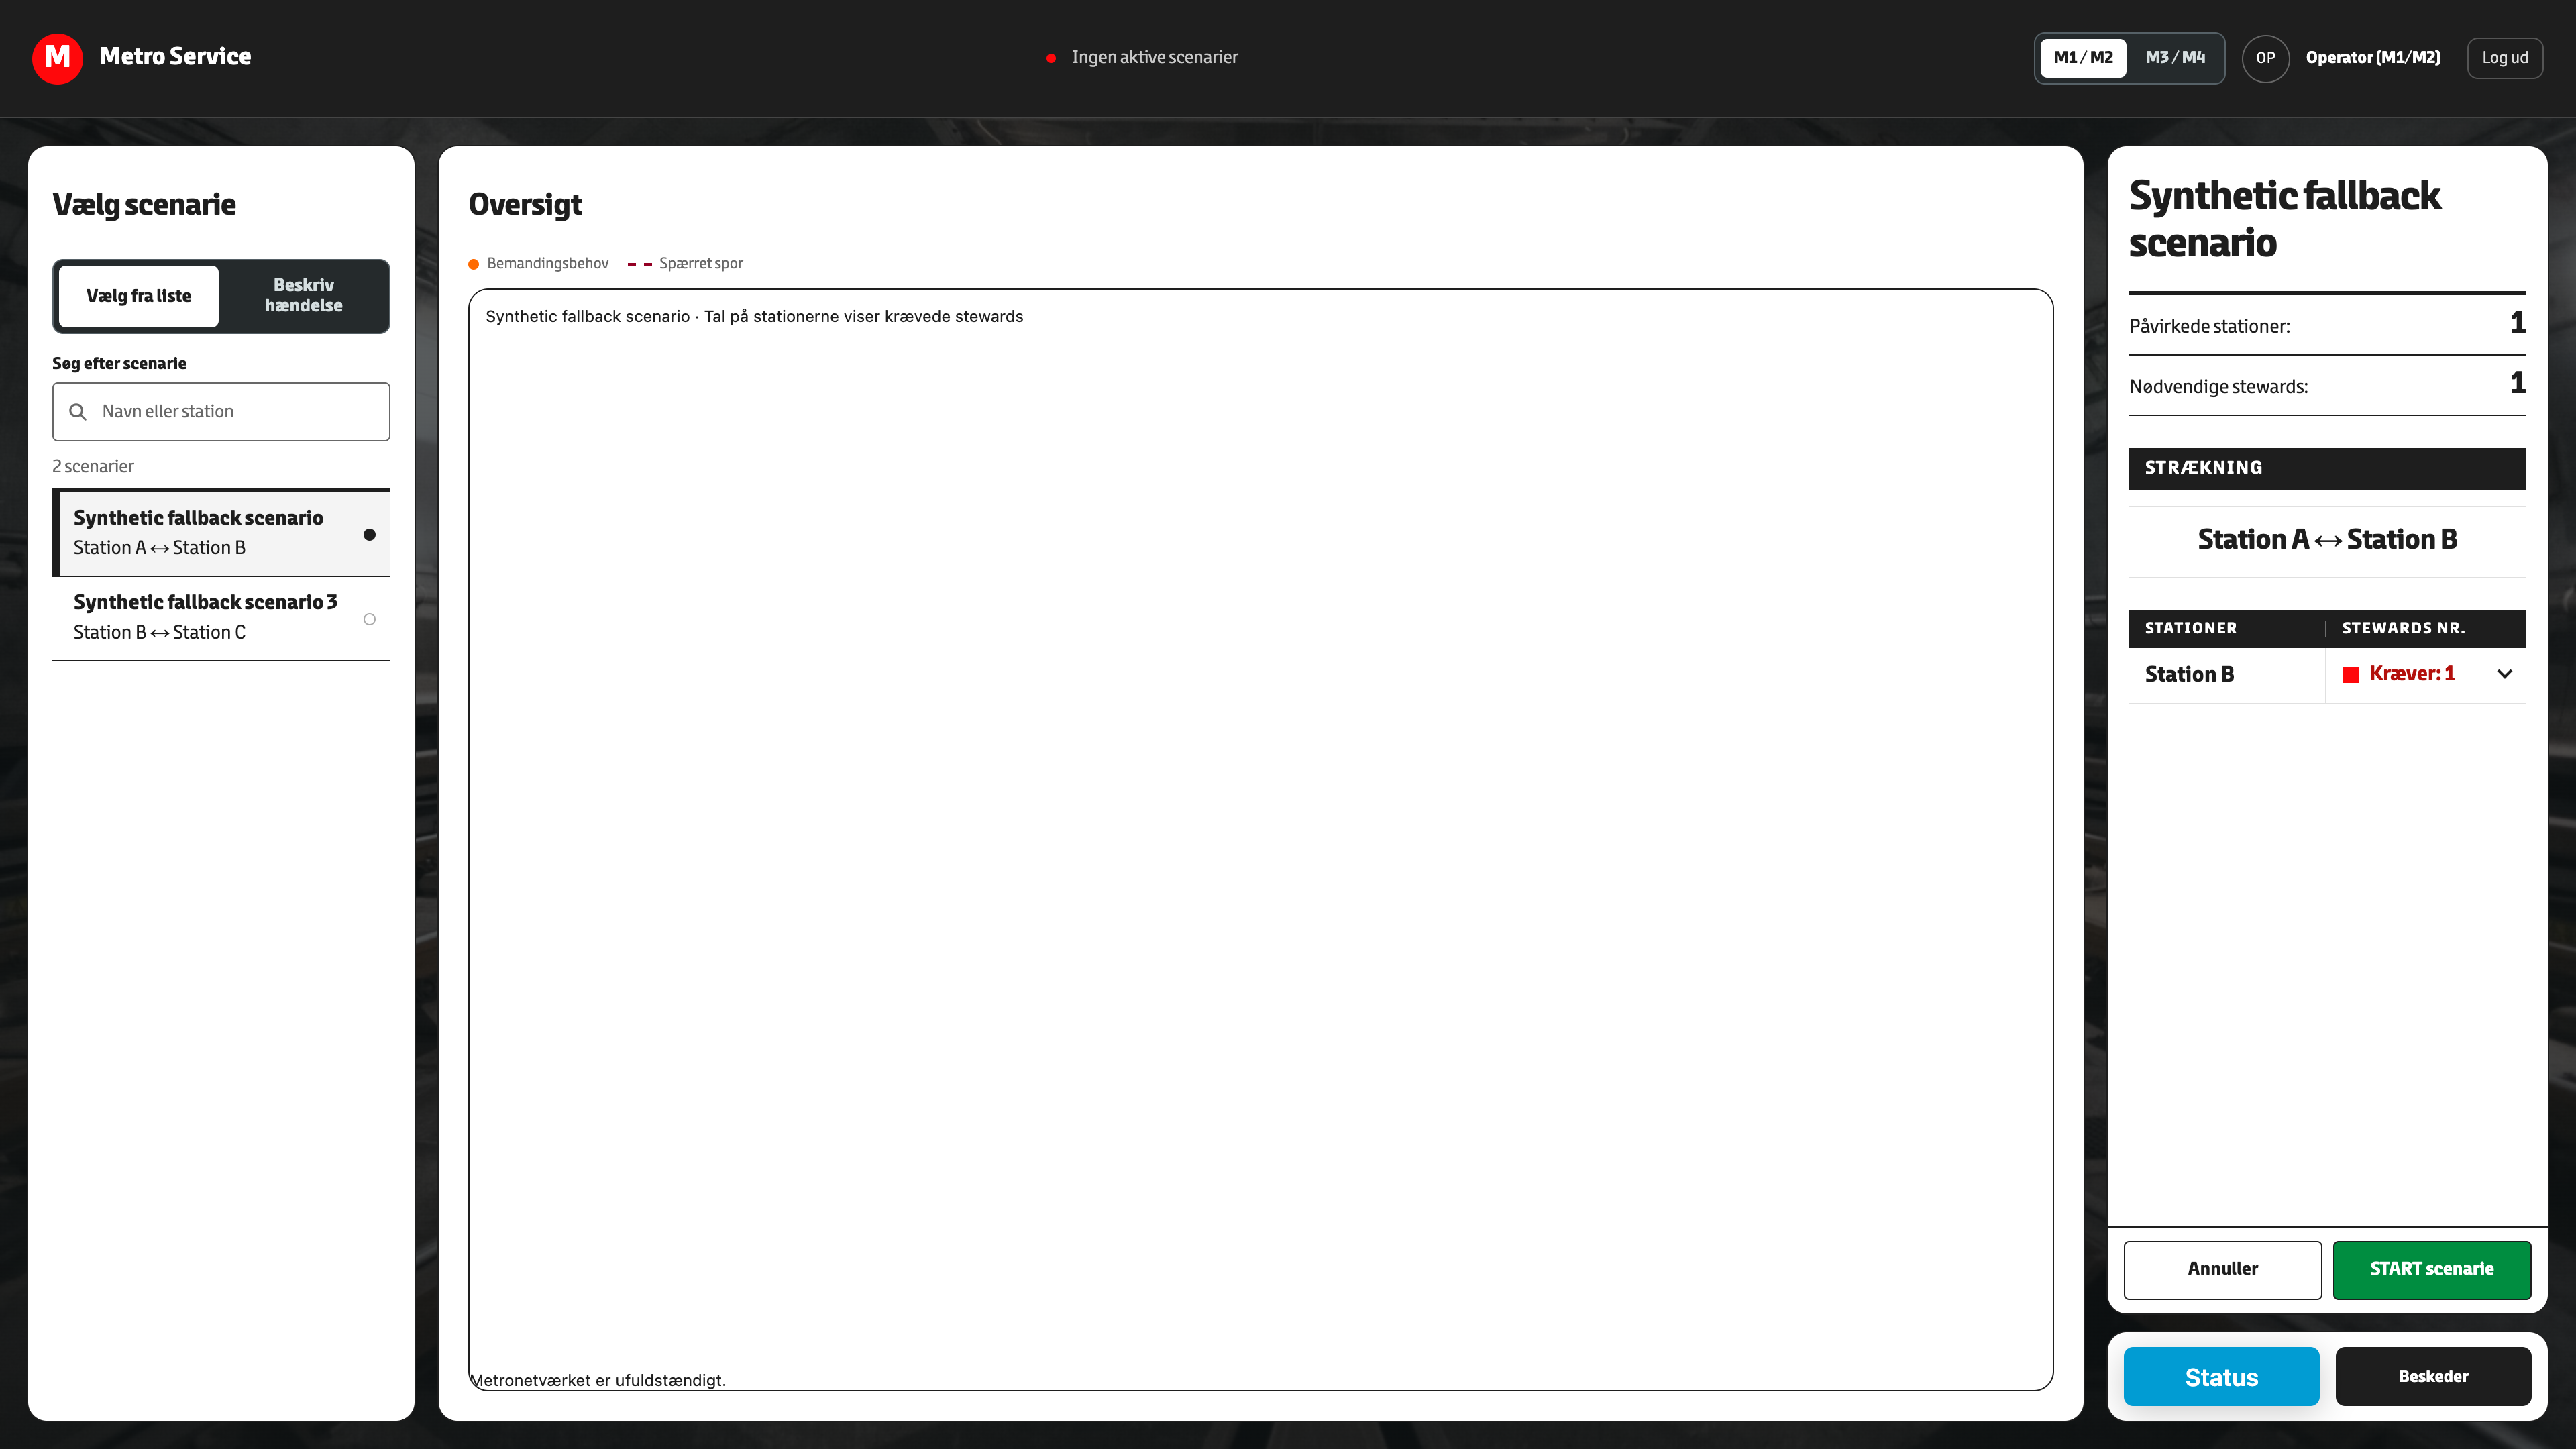 M Metro Service
Ingen aktive scenarier
M1 / M2
M3 / M4
OP
Operator (M1/M2)
Log ud
Vælg scenarie
Vælg fra liste
Beskriv
hændelse
Søg efter scenarie
Navn eller station
2 scenarier
Synthetic fallback scenario
Station A ↔ Station B
Synthetic fallback scenario 3
Station B ↔ Station C
Oversigt
Bemandingsbehov
Spærret spor
Synthetic fallback scenario · Tal på stationerne viser krævede stewards
Metronetværket er ufuldstændigt.
Synthetic fallback
scenario
Påvirkede stationer: 1
Nødvendige stewards: 1
STRÆKNING
Station A ↔ Station B
STATIONER
STEWARDS NR.
Station B
Kræver: 1
Annuller
START scenarie
Status
Beskeder